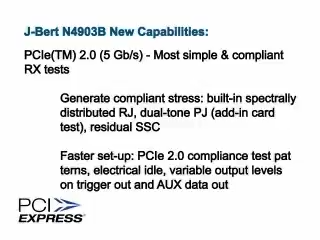 J-Bert N4903B New Capabilities:
PCIe(TM) 2.0 (5 Gb/s) - Most simple & compliant
RX tests
Generate compliant stress: built-in spectrally
distributed RJ, dual-tone PJ (add-in card
test), residual SSC
Faster set-up: PCIe 2.0 compliance test pat
terns, electrical idle, variable output levels
on trigger out and AUX data out
PCI
EXPRESS®